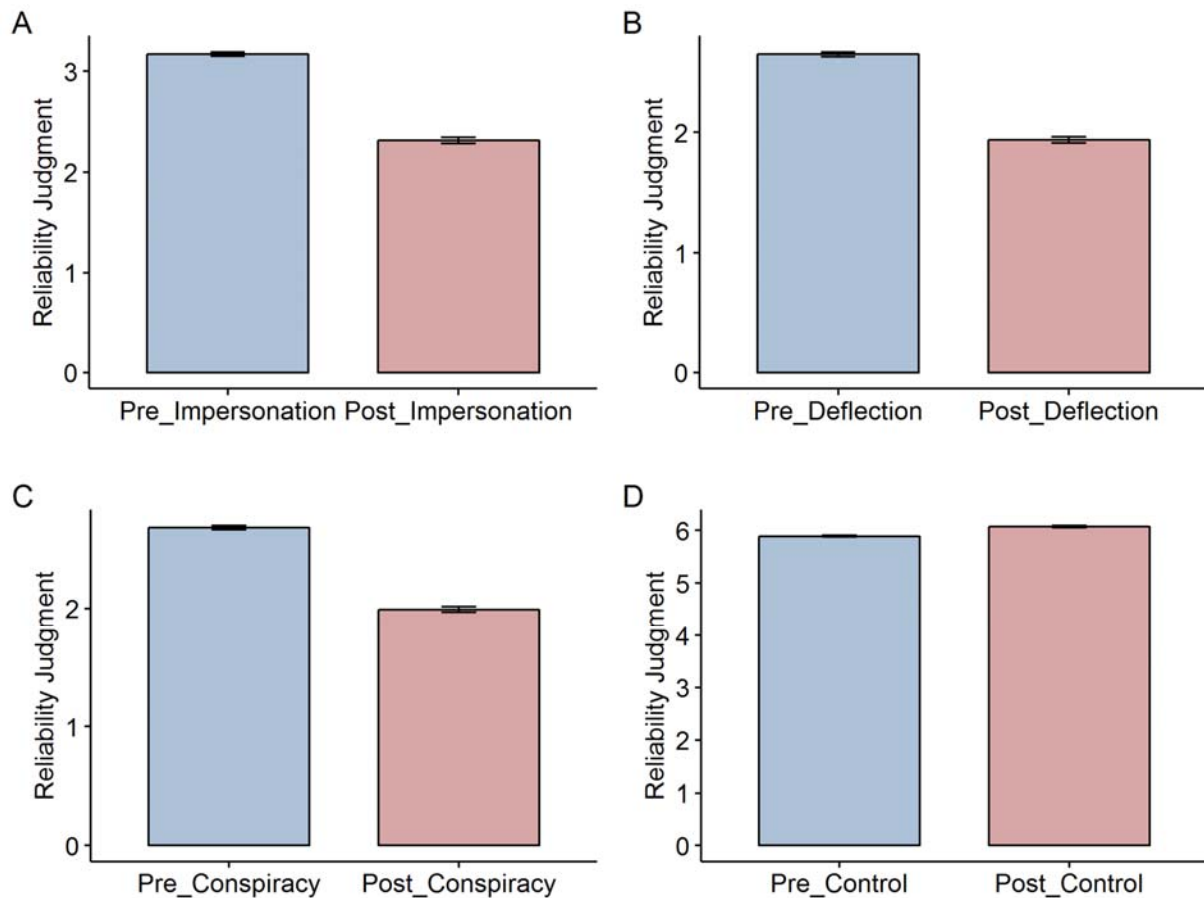 A
Reliability Judgment
3
2
1
0
Pre_Impersonation Post_Impersonation
B
Reliability Judgment
2
1
0
Pre_Deflection Post_Deflection
C
Reliability Judgment
2
1
0
Pre_Conspiracy Post_Conspiracy
D
Reliability Judgment
6
5
4
3
2
1
0
Pre_Control Post_Control